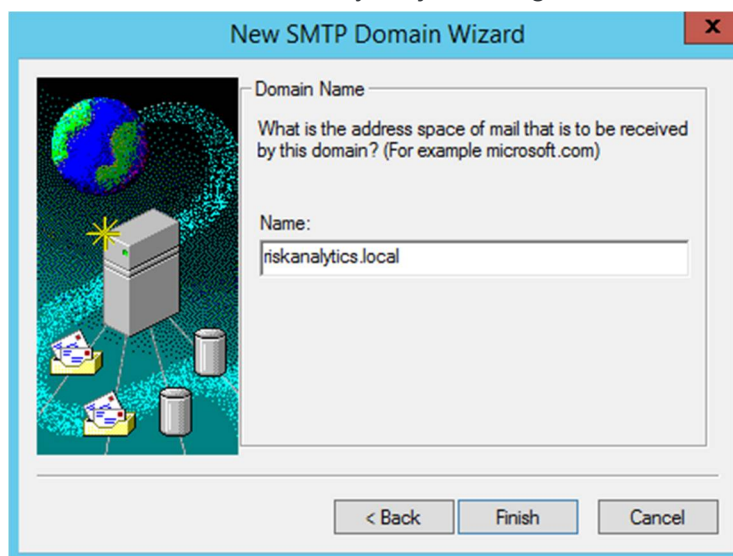 New SMTP Domain Wizard
x
Domain Name
What is the address space of mail that is to be received
by this domain? (For example microsoft.com)
Name:
riskanalytics.local
< Back Finish Cancel